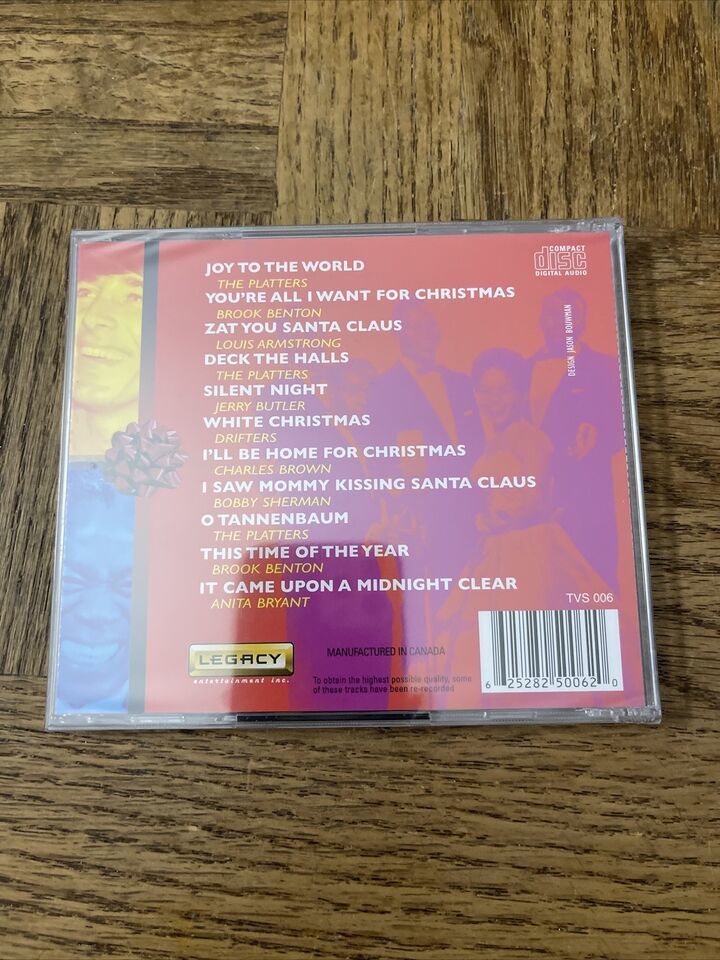 COMPACT
disc
DIGITAL AUDIO
JOY TO THE WORLD
THE PLATTERS
YOU'RE ALL I WANT FOR CHRISTMAS
BROOK BENTON
ZAT YOU SANTA CLAUS
LOUIS ARMSTRONG
DECK THE HALLS
THE PLATTERS
SILENT NIGHT
JERRY BUTLER
WHITE CHRISTMAS
DRIFTERS
I'LL BE HOME FOR CHRISTMAS
CHARLES BROWN
I SAW MOMMY KISSING SANTA CLAUS
BOBBY SHERMAN
O TANNENBAUM
THE PLATTERS
THIS TIME OF THE YEAR
BROOK BENTON
IT CAME UPON A MIDNIGHT CLEAR
ANITA BRYANT
DESIGN JASON BOUWMAN
TVS 006
LEGACY
entertainment inc.
MANUFACTURED IN CANADA
To obtain the highest possible quality, some
of these tracks have been re-recorded
6 25282 50062 0